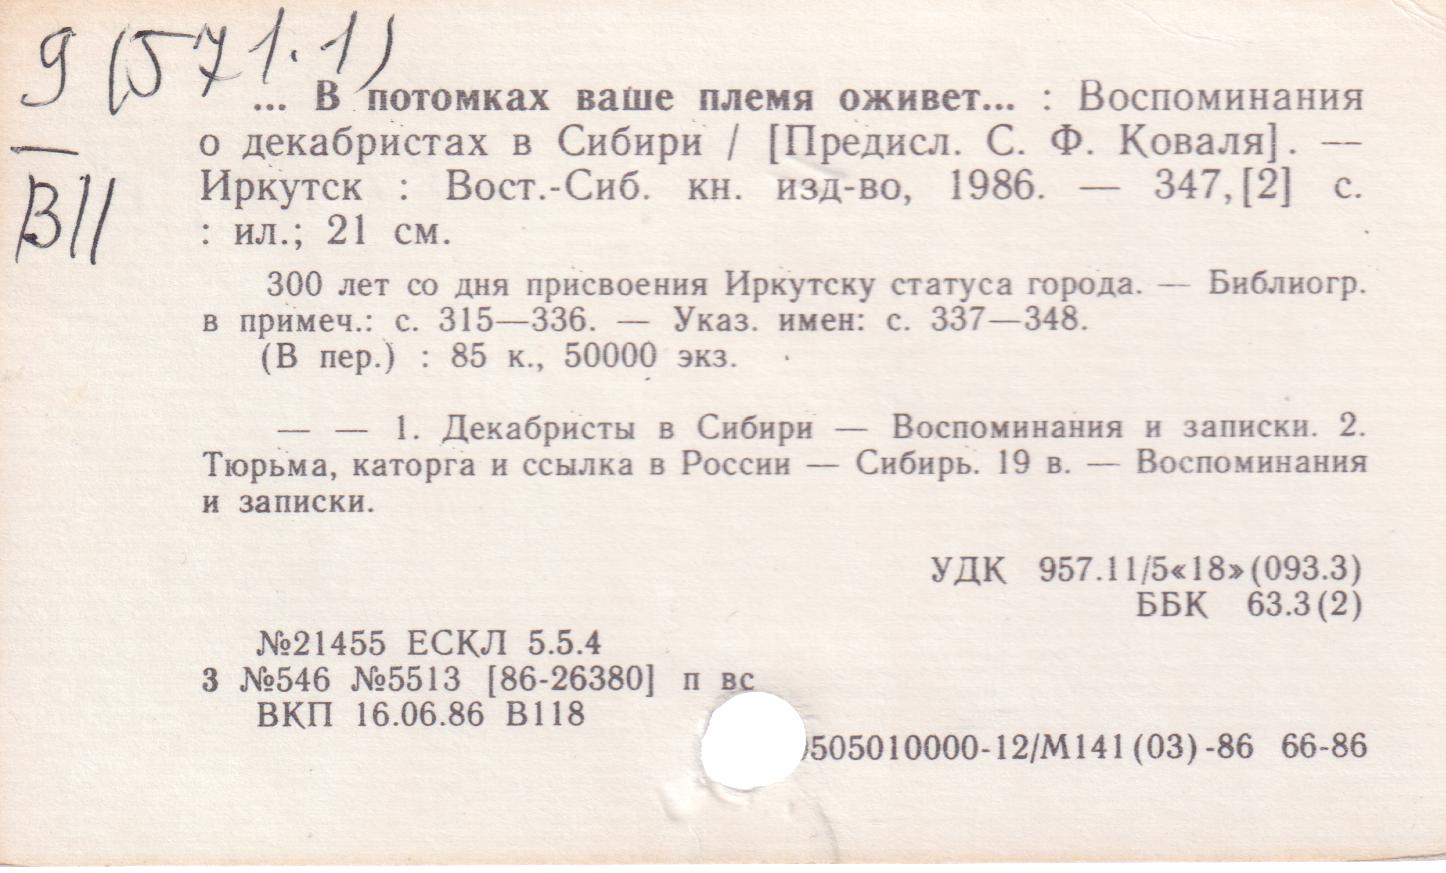 9 (571.1)
... В потомках ваше племя оживет... : Воспоминания
о декабристах в Сибири / [Предисл. С. Ф. Коваля]. —
Иркутск : Вост.-Сиб. кн. изд-во, 1986. — 347, [2] с.
: ил.; 21 см.
В11
300 лет со дня присвоения Иркутску статуса города. — Библиогр.
в примеч.: с. 315—336. — Указ. имен: с. 337—348.
(В пер.) : 85 к., 50000 экз.
— — 1. Декабристы в Сибири — Воспоминания и записки. 2.
Тюрьма, каторга и ссылка в России — Сибирь. 19 в. — Воспоминания
и записки.
УДК 957.11/5«18»(093.3)
ББК 63.3(2)
№21455 ЕСКЛ 5.5.4
3 №546 №5513 [86-26380] п вс
ВКП 16.06.86 В118
505010000-12/М141(03)-86 66-86